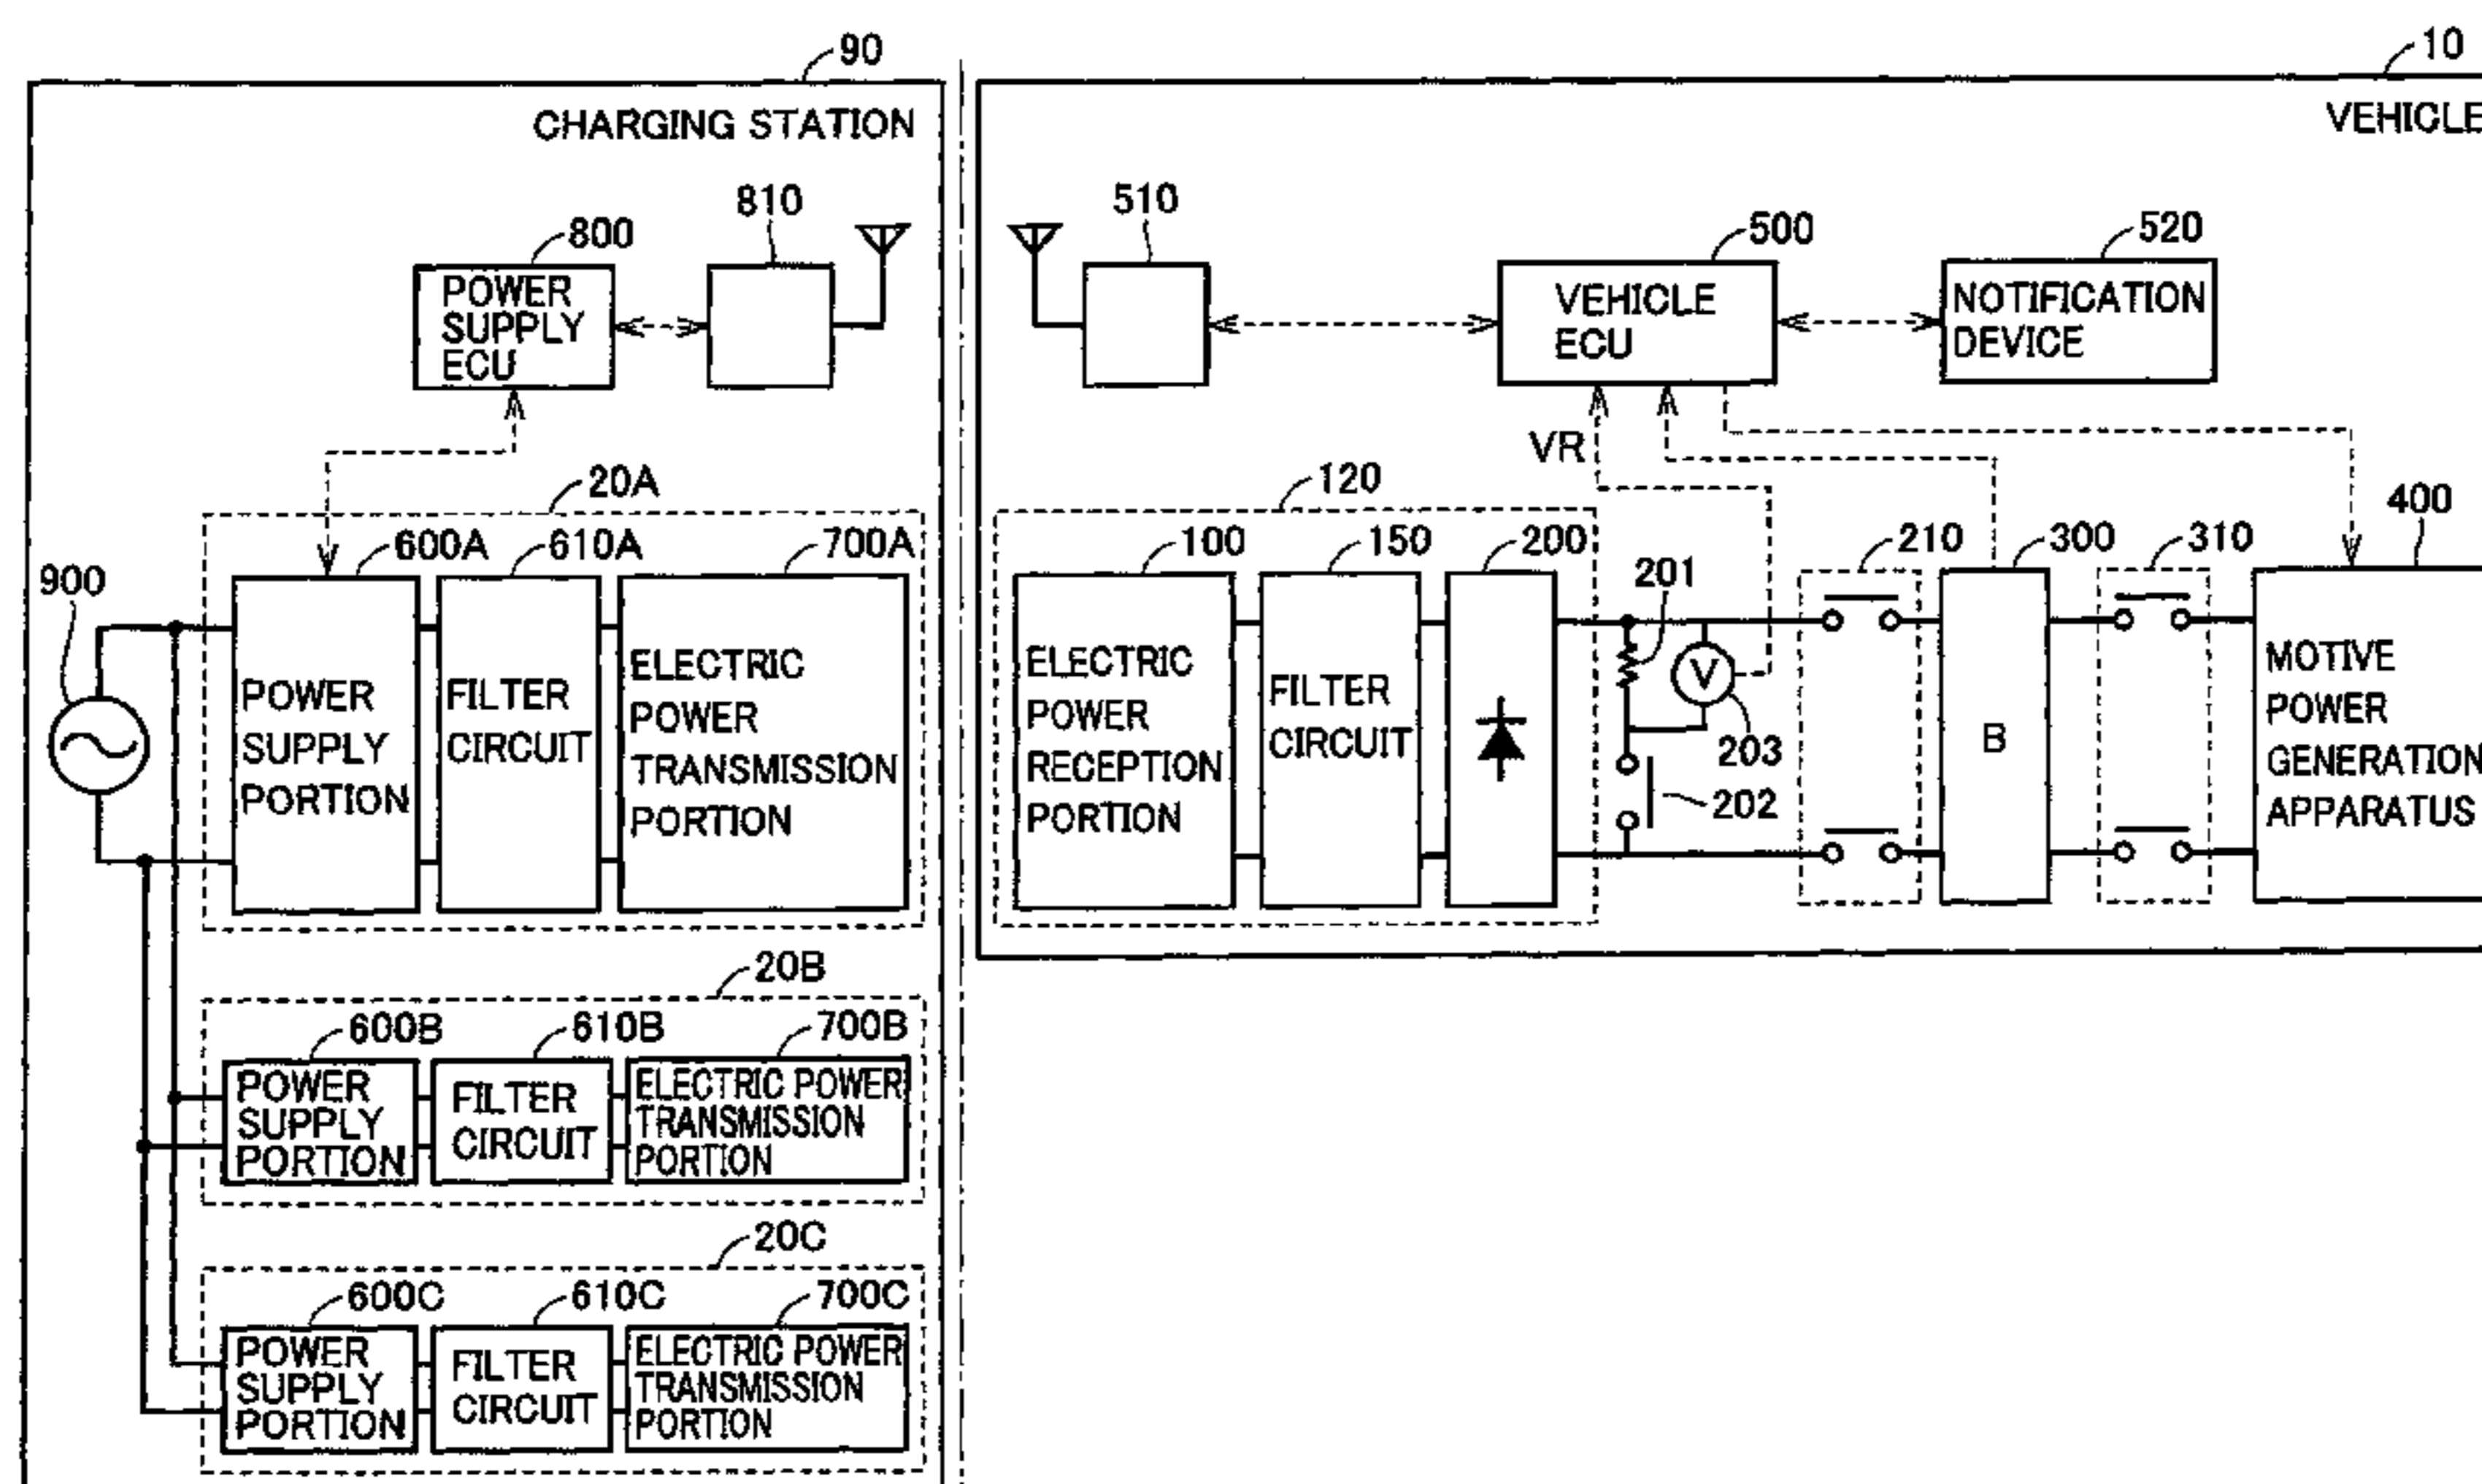 90
CHARGING STATION
10
VEHICLE
800
POWER
SUPPLY
ECU
810
510
500
VEHICLE
ECU
520
NOTIFICATION
DEVICE
VR
20A
900
600A
POWER
SUPPLY
PORTION
610A
FILTER
CIRCUIT
700A
ELECTRIC
POWER
TRANSMISSION
PORTION
120
100
ELECTRIC
POWER
RECEPTION
PORTION
150
FILTER
CIRCUIT
200
201
V
203
202
210
300
B
310
400
MOTIVE
POWER
GENERATION
APPARATUS
20B
600B
POWER
SUPPLY
PORTION
610B
FILTER
CIRCUIT
700B
ELECTRIC POWER
TRANSMISSION
PORTION
20C
600C
POWER
SUPPLY
PORTION
610C
FILTER
CIRCUIT
700C
ELECTRIC POWER
TRANSMISSION
PORTION